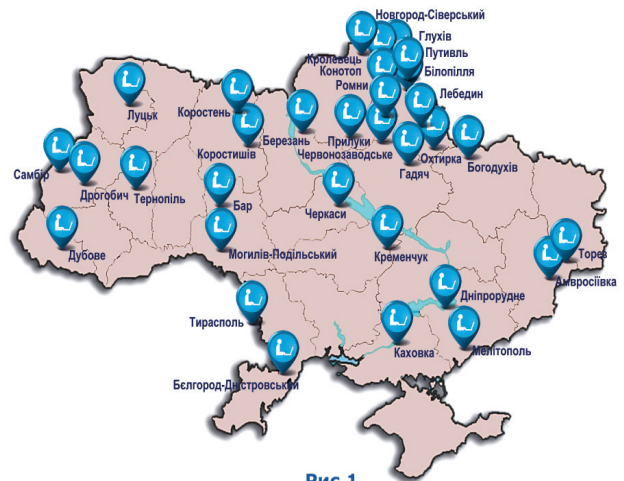 Новгород-Сіверський
Глухів
Путивль
Кролевець
Конотоп
Білопілля
Ромни
Лебедин
Луцьк
Коростень
Березань
Прилуки
Червонозаводське
Охтирка
Богодухів
Коростишів
Гадяч
Самбір
Дрогобич
Тернопіль
Бар
Черкаси
Дубове
Могилів-Подільський
Кременчук
Торез
Амвросіївка
Дніпрорудне
Тирасполь
Каховка
Мелітополь
Бєлгород-Дністровський
Рис 1